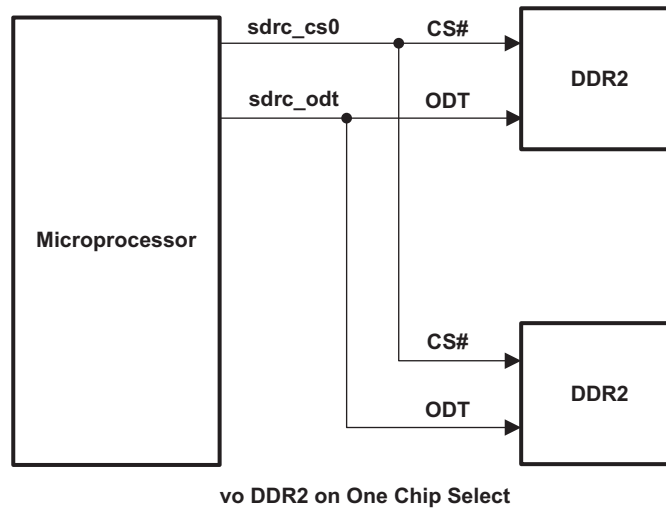 sdrc_cs0 CS#
DDR2
sdrc_odt ODT
Microprocessor
CS#
DDR2
ODT
vo DDR2 on One Chip Select